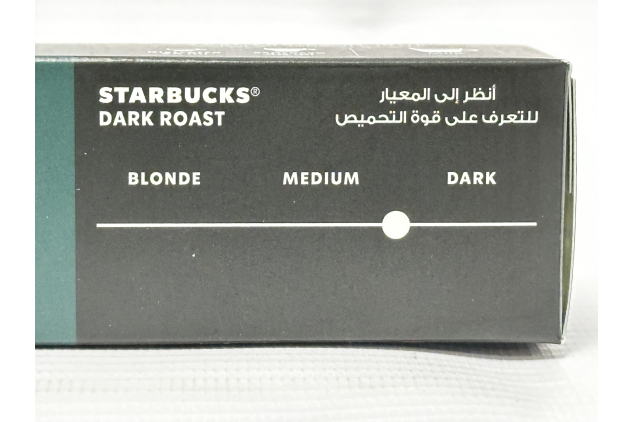 STARBUCKS®
DARK ROAST
أنظر إلى المعيار
للتعرف على قوة التحميص
BLONDE MEDIUM DARK